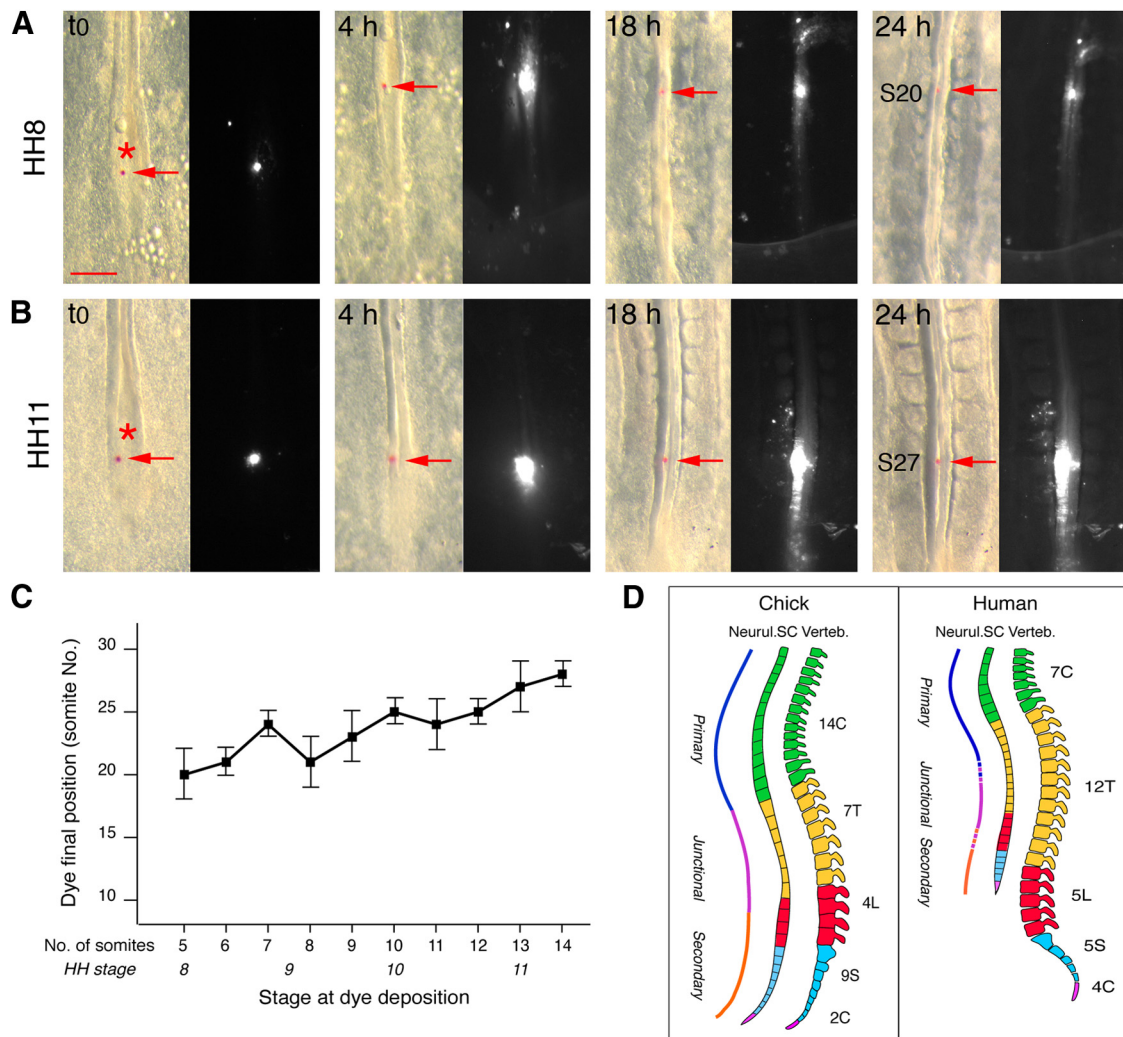 A
t0
4 h
18 h
24 h
HH8
*
S20
B
t0
4 h
18 h
24 h
HH11
*
S27
C
Dye final position (somite No.)
30
25
20
15
10
No. of somites 5 6 7 8 9 10 11 12 13 14
HH stage 8 9 10 11
Stage at dye deposition
D
Chick
Neurul.SC Verteb.
Primary
Junctional
Secondary
14C
7T
4L
9S
2C
Human
Neurul.SC Verteb.
Primary
Junctional
Secondary
7C
12T
5L
5S
4C